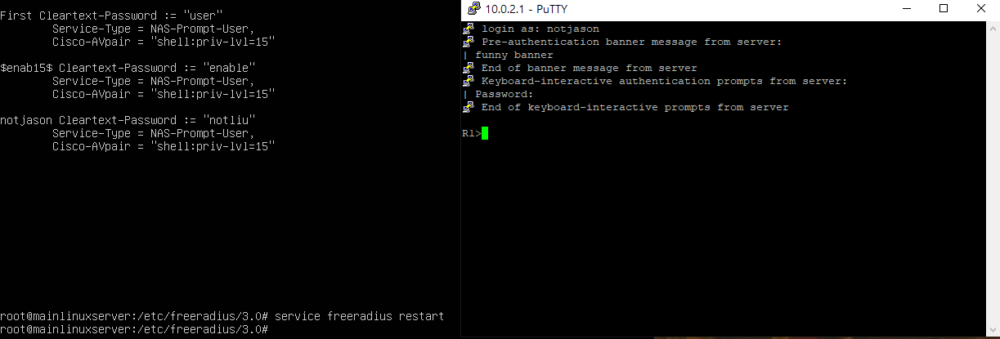 First Cleartext-Password := "user"
Service-Type = NAS-Prompt-User,
Cisco-AVpair = "shell:priv-lvl=15"
$enab15$ Cleartext-Password := "enable"
Service-Type = NAS-Prompt-User,
Cisco-AVpair = "shell:priv-lvl=15"
notjason Cleartext-Password := "notliu"
Service-Type = NAS-Prompt-User,
Cisco-AVpair = "shell:priv-lvl=15"
root@mainlinuxserver:/etc/freeradius/3.0# service freeradius restart
root@mainlinuxserver:/etc/freeradius/3.0#
10.0.2.1 - PuTTY
login as: notjason
Pre-authentication banner message from server:
| funny banner
End of banner message from server
Keyboard-interactive authentication prompts from server:
| Password:
End of keyboard-interactive prompts from server
R1>